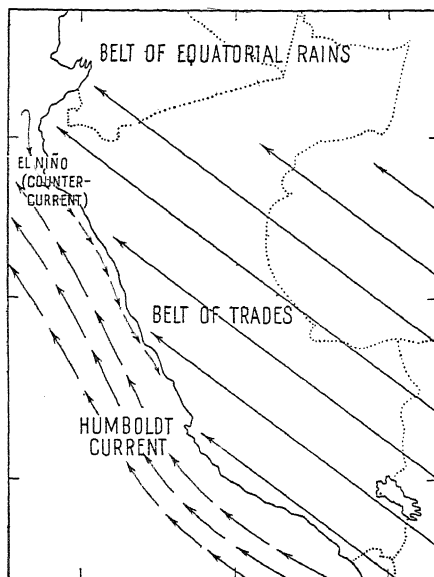 BELT OF EQUATORIAL RAINS
EL NIÑO
(COUNTER-
CURRENT)
BELT OF TRADES
HUMBOLDT
CURRENT